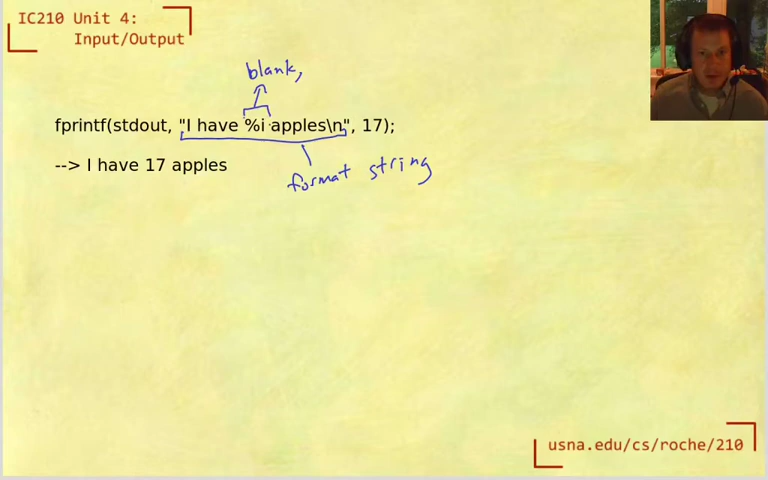 IC210 Unit 4:
Input/Output
blank,
fprintf(stdout, "I have %i apples\n", 17);
--> I have 17 apples
format string
usna.edu/cs/roche/210